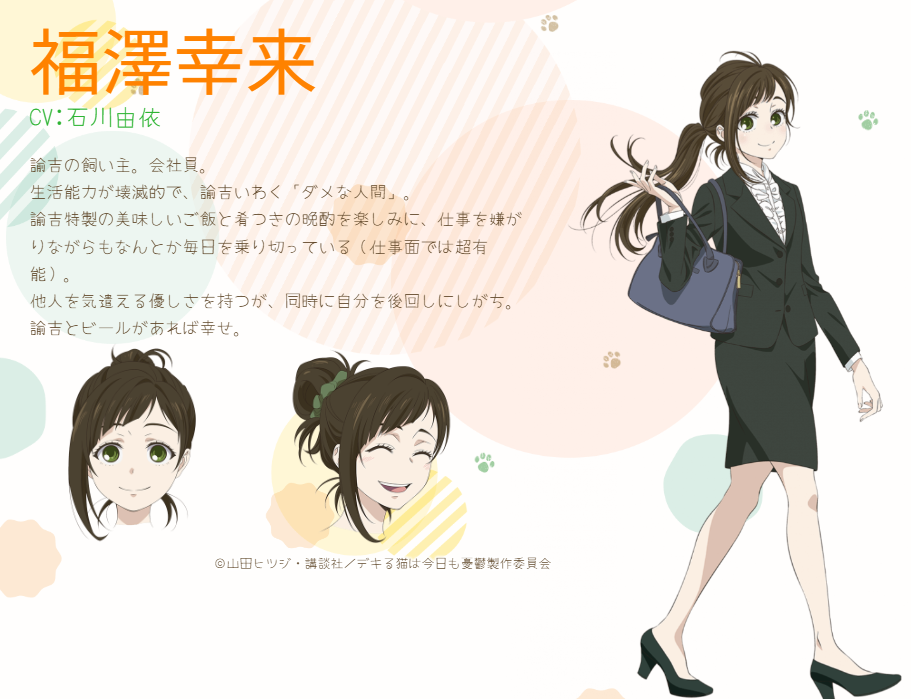 福澤幸来
CV:石川由依
諭吉の飼い主。会社員。
生活能力が壊滅的で、諭吉いわく「ダメな人間」。
諭吉特製の美味しいご飯と肴つきの晩酌を楽しみに、仕事を嫌が
りながらもなんとか毎日を乗り切っている（仕事面では超有
能）。
他人を気遣える優しさを持つが、同時に自分を後回しにしがち。
諭吉とビールがあれば幸せ。
©山田ヒツジ・講談社／デキる猫は今日も憂鬱製作委員会